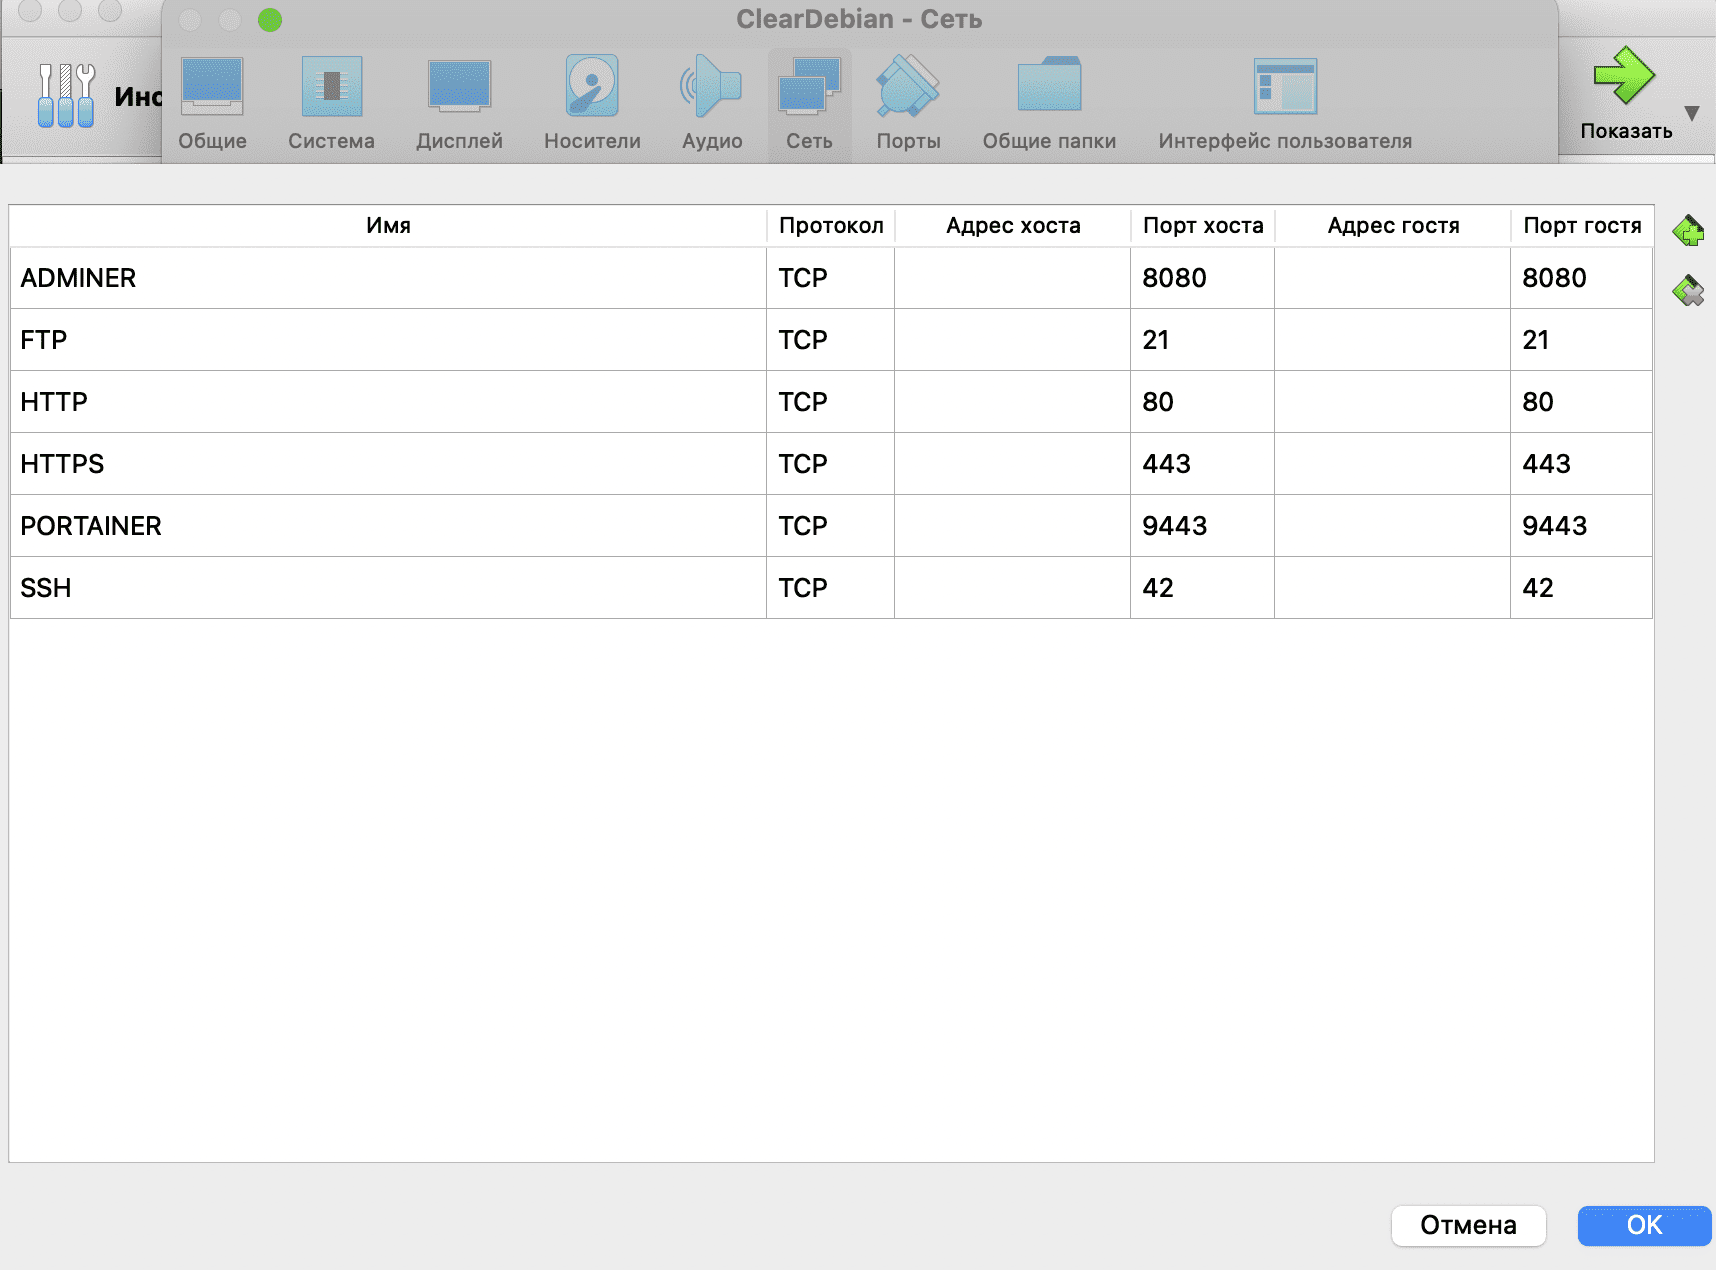 ClearDebian - Сеть
Инс
Общие Система Дисплей Носители Аудио Сеть Порты Общие папки Интерфейс пользователя
Показать
Имя Протокол Адрес хоста Порт хоста Адрес гостя Порт гостя
ADMINER TCP 8080 8080
FTP TCP 21 21
HTTP TCP 80 80
HTTPS TCP 443 443
PORTAINER TCP 9443 9443
SSH TCP 42 42
Отмена OK